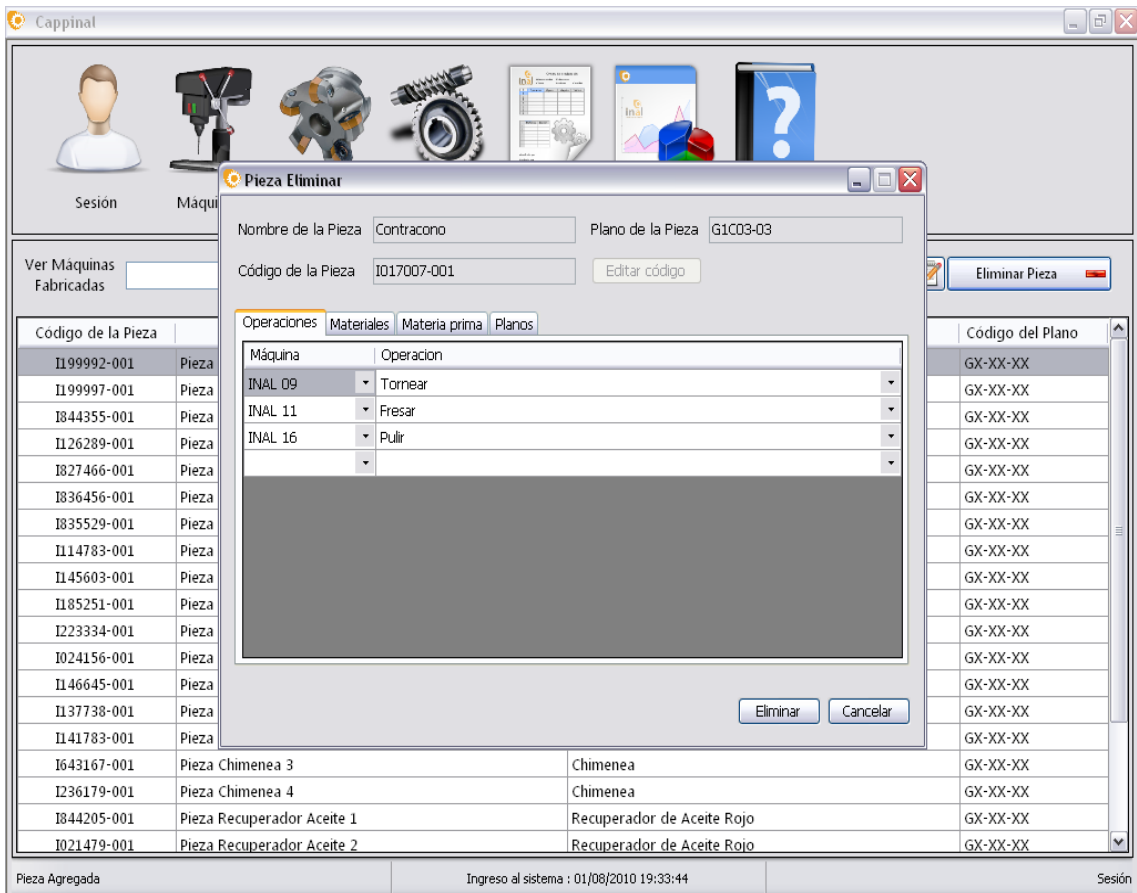 Cappinal
Inal
Inal
Sesión Máqui
Pieza Eliminar
Nombre de la Pieza Contracono Plano de la Pieza G1C03-03
Código de la Pieza I017007-001 Editar código
Ver Máquinas
Fabricadas
Eliminar Pieza
Operaciones Materiales Materia prima Planos
Máquina Operacion
INAL 09 Tornear
INAL 11 Fresar
INAL 16 Pulir
Eliminar Cancelar
Código de la Pieza Código del Plano
I199992-001 Pieza GX-XX-XX
I199997-001 Pieza GX-XX-XX
I844355-001 Pieza GX-XX-XX
I126289-001 Pieza GX-XX-XX
I827466-001 Pieza GX-XX-XX
I836456-001 Pieza GX-XX-XX
I835529-001 Pieza GX-XX-XX
I114783-001 Pieza GX-XX-XX
I145603-001 Pieza GX-XX-XX
I185251-001 Pieza GX-XX-XX
I223334-001 Pieza GX-XX-XX
I024156-001 Pieza GX-XX-XX
I146645-001 Pieza GX-XX-XX
I137738-001 Pieza GX-XX-XX
I141783-001 Pieza GX-XX-XX
I643167-001 Pieza Chimenea 3 Chimenea GX-XX-XX
I236179-001 Pieza Chimenea 4 Chimenea GX-XX-XX
I844205-001 Pieza Recuperador Aceite 1 Recuperador de Aceite Rojo GX-XX-XX
I021479-001 Pieza Recuperador Aceite 2 Recuperador de Aceite Rojo GX-XX-XX
Pieza Agregada Ingreso al sistema : 01/08/2010 19:33:44 Sesión